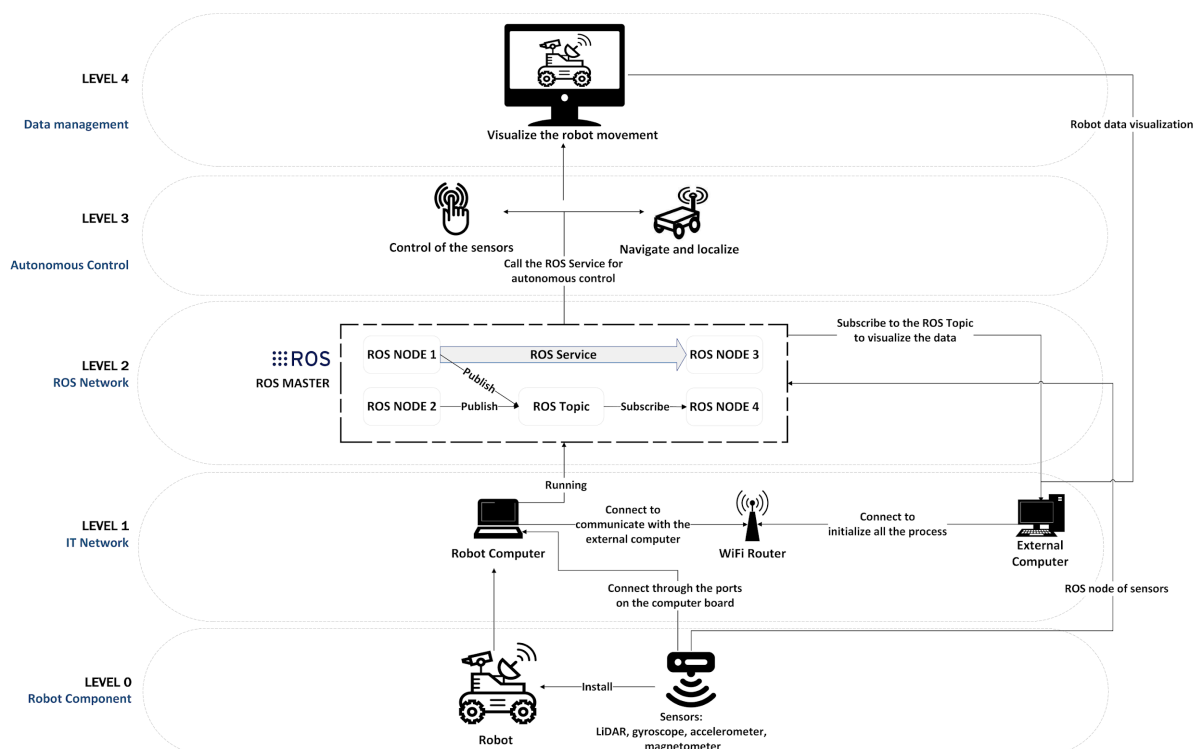 LEVEL 4
Data management
Visualize the robot movement
Robot data visualization
LEVEL 3
Autonomous Control
Control of the sensors
Navigate and localize
Call the ROS Service for
autonomous control
LEVEL 2
ROS Network
ROS
ROS MASTER
ROS NODE 1
ROS Service
ROS NODE 3
Publish
ROS NODE 2
Publish
ROS Topic
Subscribe
ROS NODE 4
Subscribe to the ROS Topic
to visualize the data
Running
LEVEL 1
IT Network
Robot Computer
Connect to
communicate with the
external computer
WiFi Router
Connect to
initialize all the process
External
Computer
Connect through the ports
on the computer board
ROS node of sensors
LEVEL 0
Robot Component
Robot
Install
Sensors:
LiDAR, gyroscope, accelerometer,
magnetometer